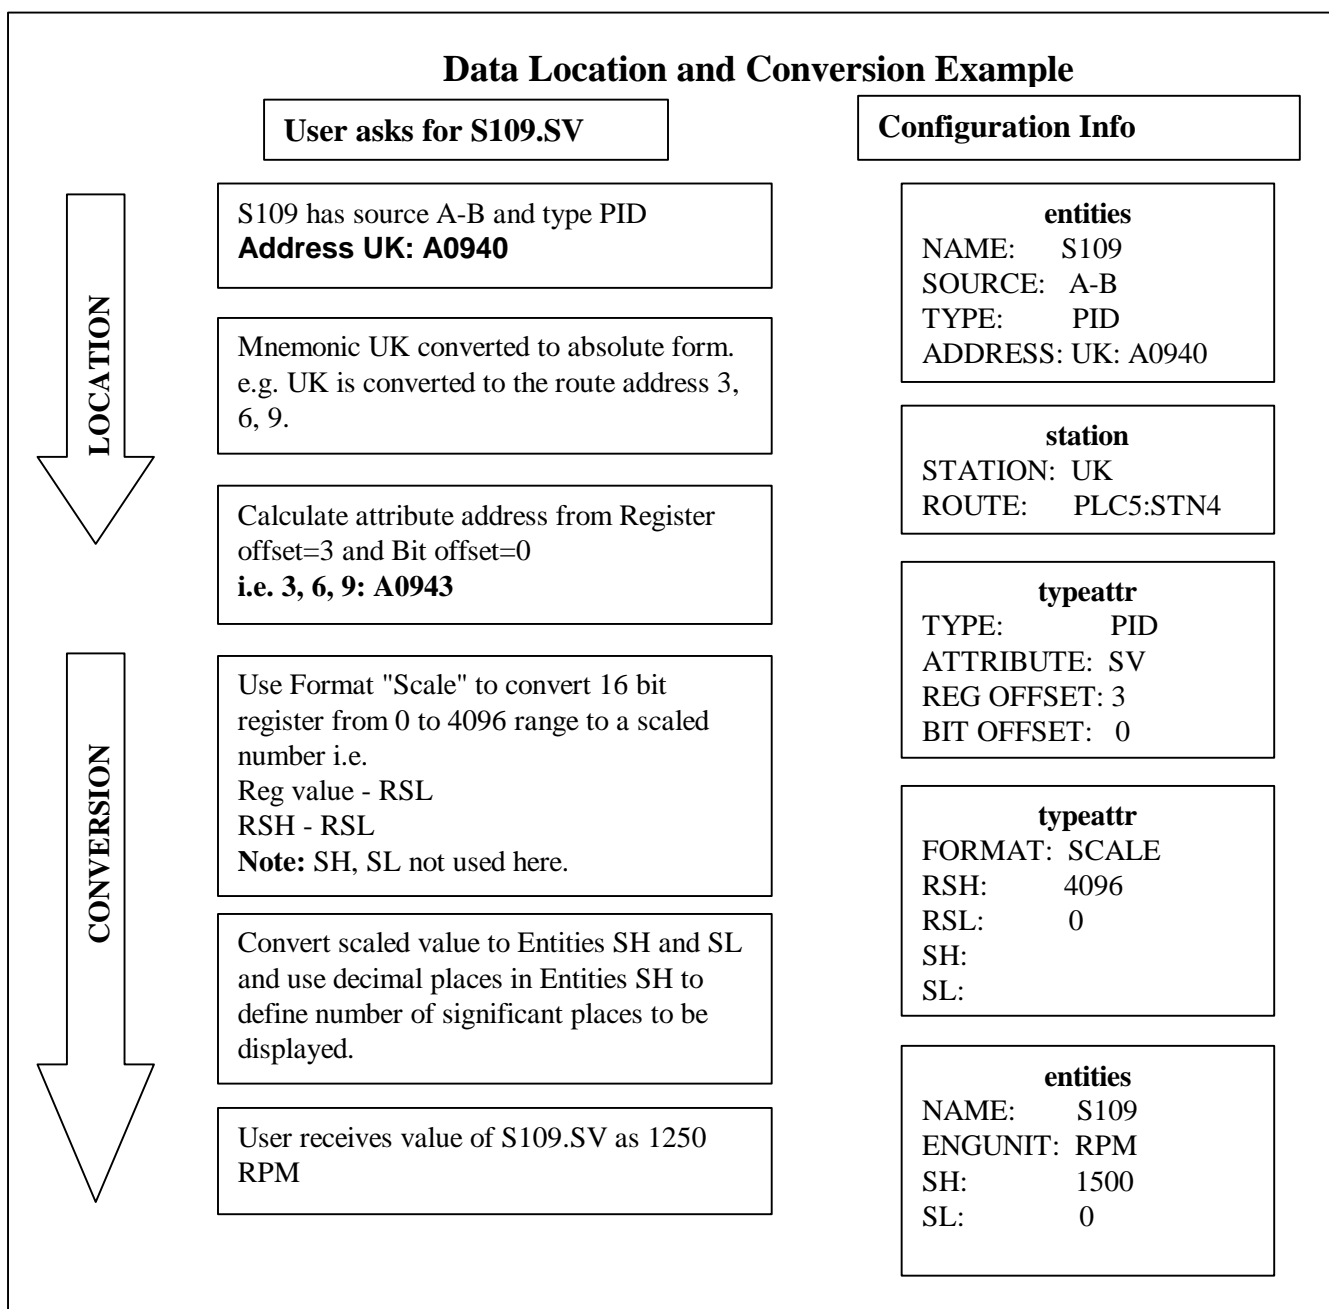 Data Location and Conversion Example
User asks for S109.SV
Configuration Info
LOCATION
S109 has source A-B and type PID
Address UK: A0940
Mnemonic UK converted to absolute form.
e.g. UK is converted to the route address 3,
6, 9.
Calculate attribute address from Register
offset=3 and Bit offset=0
i.e. 3, 6, 9: A0943
CONVERSION
Use Format "Scale" to convert 16 bit
register from 0 to 4096 range to a scaled
number i.e.
Reg value - RSL
RSH - RSL
Note: SH, SL not used here.
Convert scaled value to Entities SH and SL
and use decimal places in Entities SH to
define number of significant places to be
displayed.
User receives value of S109.SV as 1250
RPM
entities
NAME: S109
SOURCE: A-B
TYPE: PID
ADDRESS: UK: A0940
station
STATION: UK
ROUTE: PLC5:STN4
typeattr
TYPE: PID
ATTRIBUTE: SV
REG OFFSET: 3
BIT OFFSET: 0
typeattr
FORMAT: SCALE
RSH: 4096
RSL: 0
SH:
SL:
entities
NAME: S109
ENGUNIT: RPM
SH: 1500
SL: 0